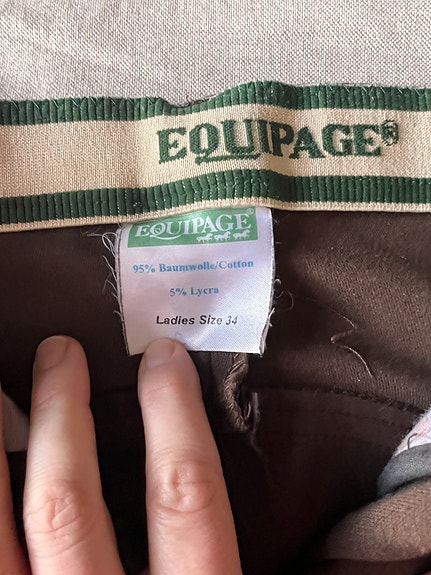 EQUIPAGE®
EQUIPAGE®
95% Baumwolle/Cotton
5% Lycra
Ladies Size 34